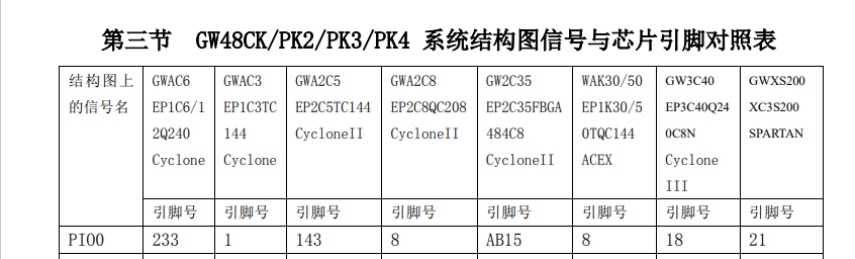 第三节 GW48CK/PK2/PK3/PK4 系统结构图信号与芯片引脚对照表
结构图上的信号名 GWAC6 EP1C6/12Q240 Cyclone GWAC3 EP1C3TC144 Cyclone GWA2C5 EP2C5TC144 CycloneII GWA2C8 EP2C8QC208 CycloneII GW2C35 EP2C35FBGA484C8 CycloneII WAK30/50 EP1K30/50TQC144 ACEX GW3C40 EP3C40Q240C8N Cyclone III GWXS200 XC3S200 SPARTAN
引脚号 引脚号 引脚号 引脚号 引脚号 引脚号 引脚号 引脚号
PIO0 233 1 143 8 AB15 8 18 21